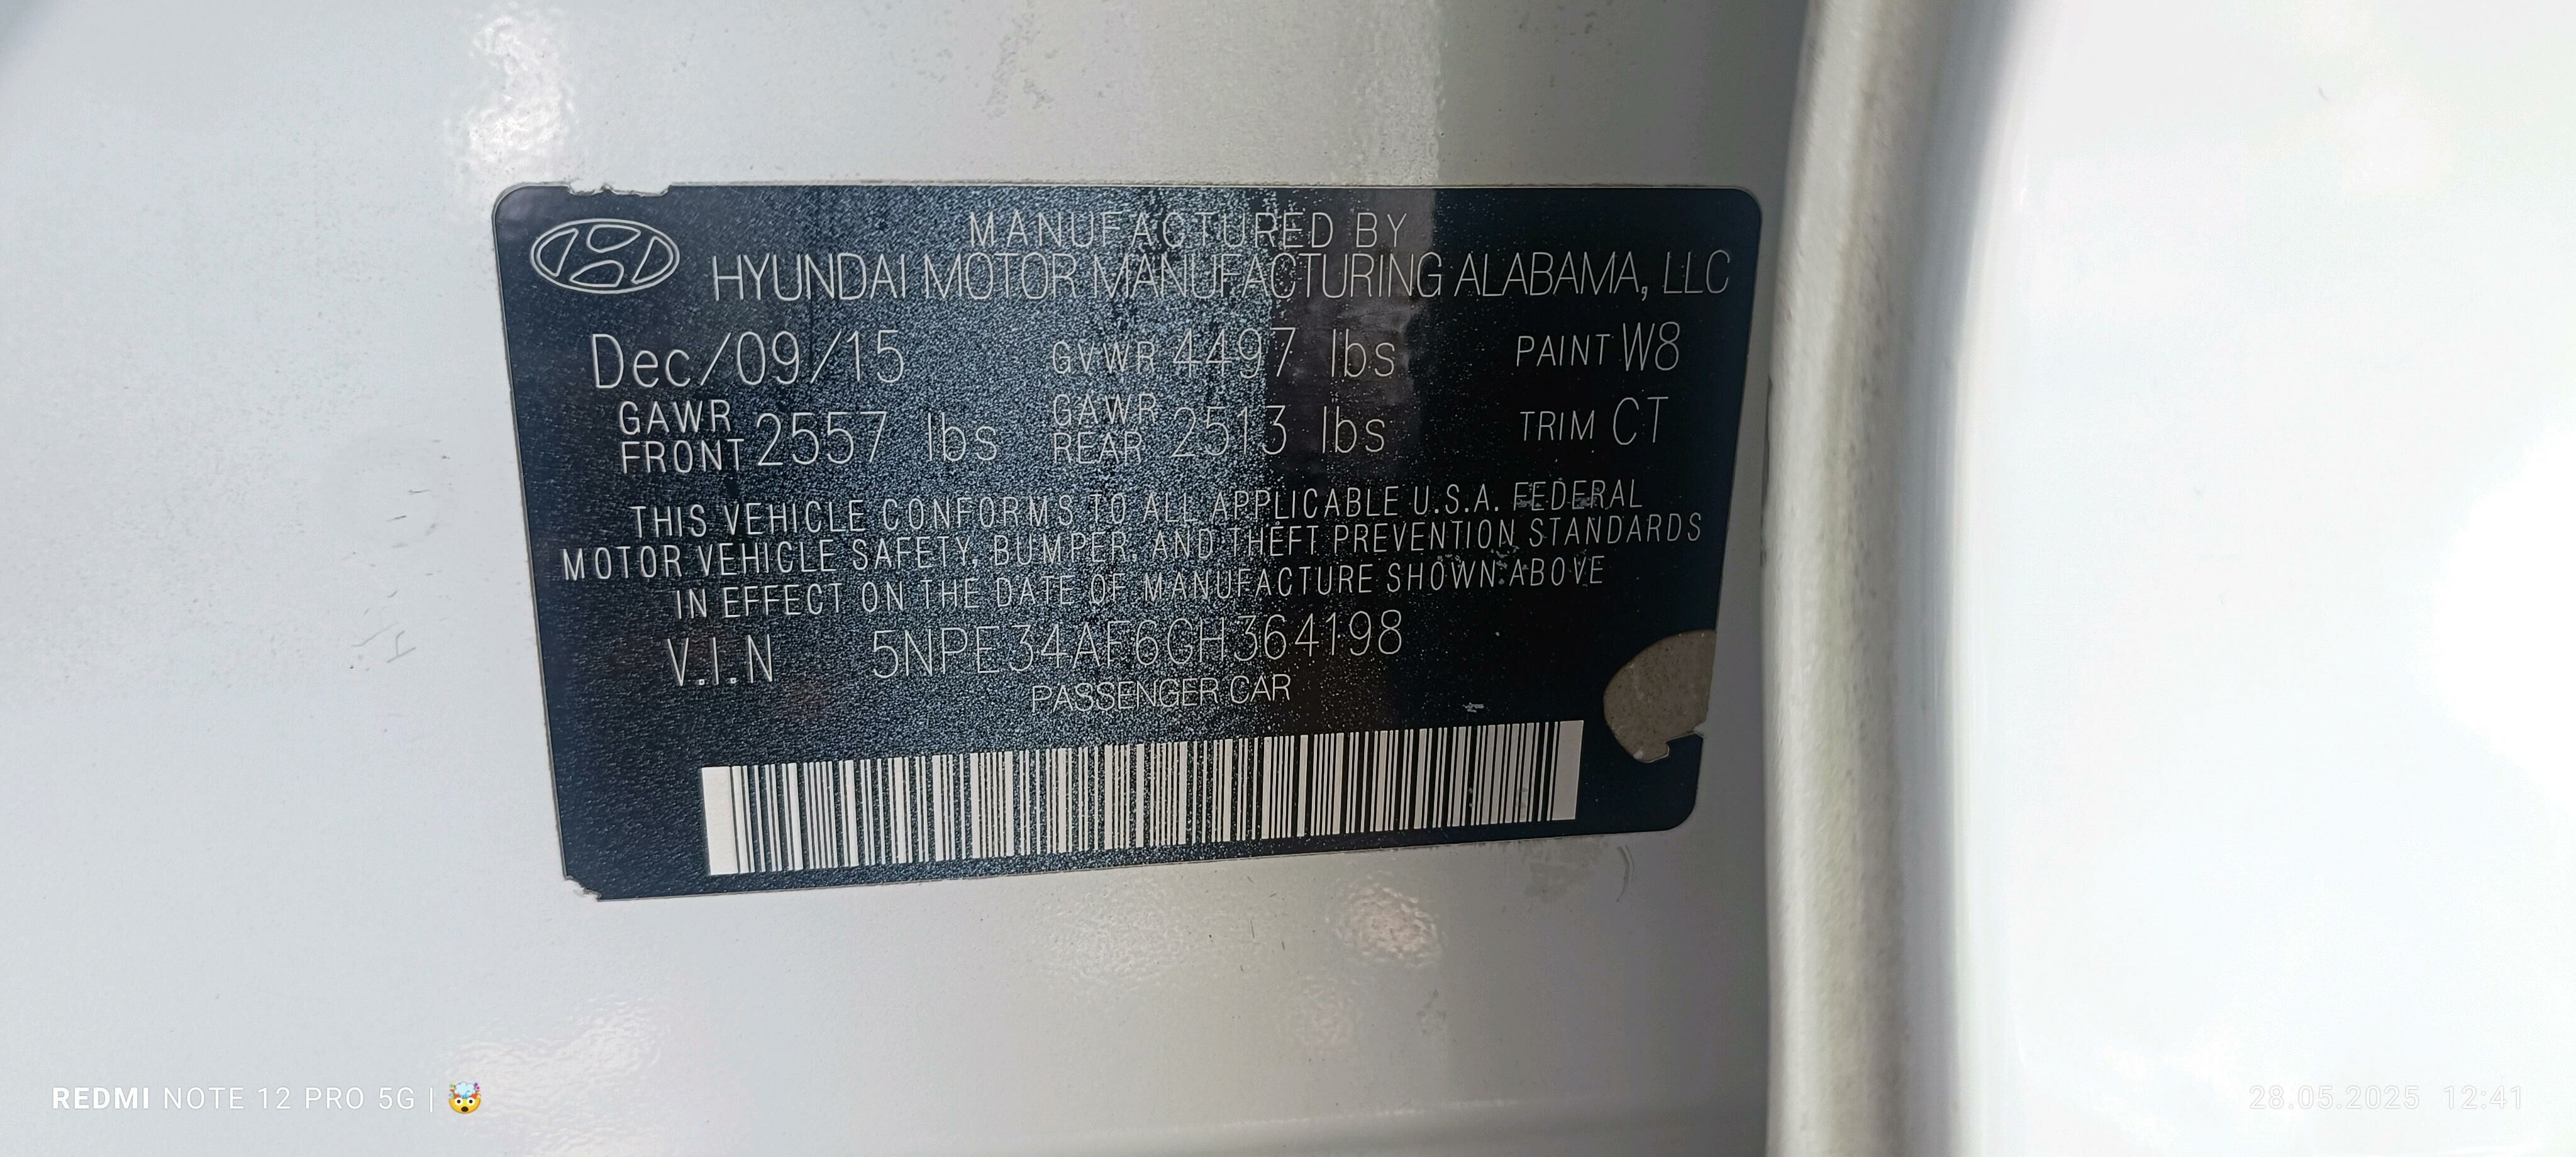 MANUFACTURED BY
HYUNDAI MOTOR MANUFACTURING ALABAMA, LLC
Dec/09/15 GVWR 4497 lbs PAINT W8
GAWR FRONT 2557 lbs GAWR REAR 2513 lbs TRIM CT
THIS VEHICLE CONFORMS TO ALL APPLICABLE U.S.A. FEDERAL
MOTOR VEHICLE SAFETY, BUMPER, AND THEFT PREVENTION STANDARDS
IN EFFECT ON THE DATE OF MANUFACTURE SHOWN ABOVE
V.I.N 5NPE34AF6GH364198
PASSENGER CAR
REDMI NOTE 12 PRO 5G | 🤯
28.05.2025 12:41